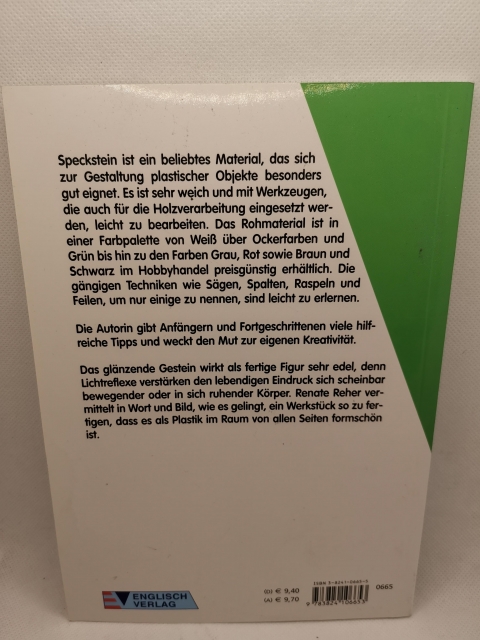 Speckstein ist ein beliebtes Material, das sich
zur Gestaltung plastischer Objekte besonders
gut eignet. Es ist sehr weich und mit Werkzeugen,
die auch für die Holzverarbeitung eingesetzt wer-
den, leicht zu bearbeiten. Das Rohmaterial ist in
einer Farbpalette von Weiß über Ockerfarben und
Grün bis hin zu den Farben Grau, Rot sowie Braun und
Schwarz im Hobbyhandel preisgünstig erhältlich. Die
gängigen Techniken wie Sägen, Spalten, Raspeln und
Feilen, um nur einige zu nennen, sind leicht zu erlernen.
Die Autorin gibt Anfängern und Fortgeschrittenen viele hilf-
reiche Tipps und weckt den Mut zur eigenen Kreativität.
Das glänzende Gestein wirkt als fertige Figur sehr edel, denn
Lichtreflexe verstärken den lebendigen Eindruck sich scheinbar
bewegender oder in sich ruhender Körper. Renate Reher ver-
mittelt in Wort und Bild, wie es gelingt, ein Werkstück so zu fer-
tigen, dass es als Plastik im Raum von allen Seiten formschön
ist.
ENGLISCH
VERLAG
(D) € 9,40
(A) € 9,70
ISBN 3-8241-0665-0
0665